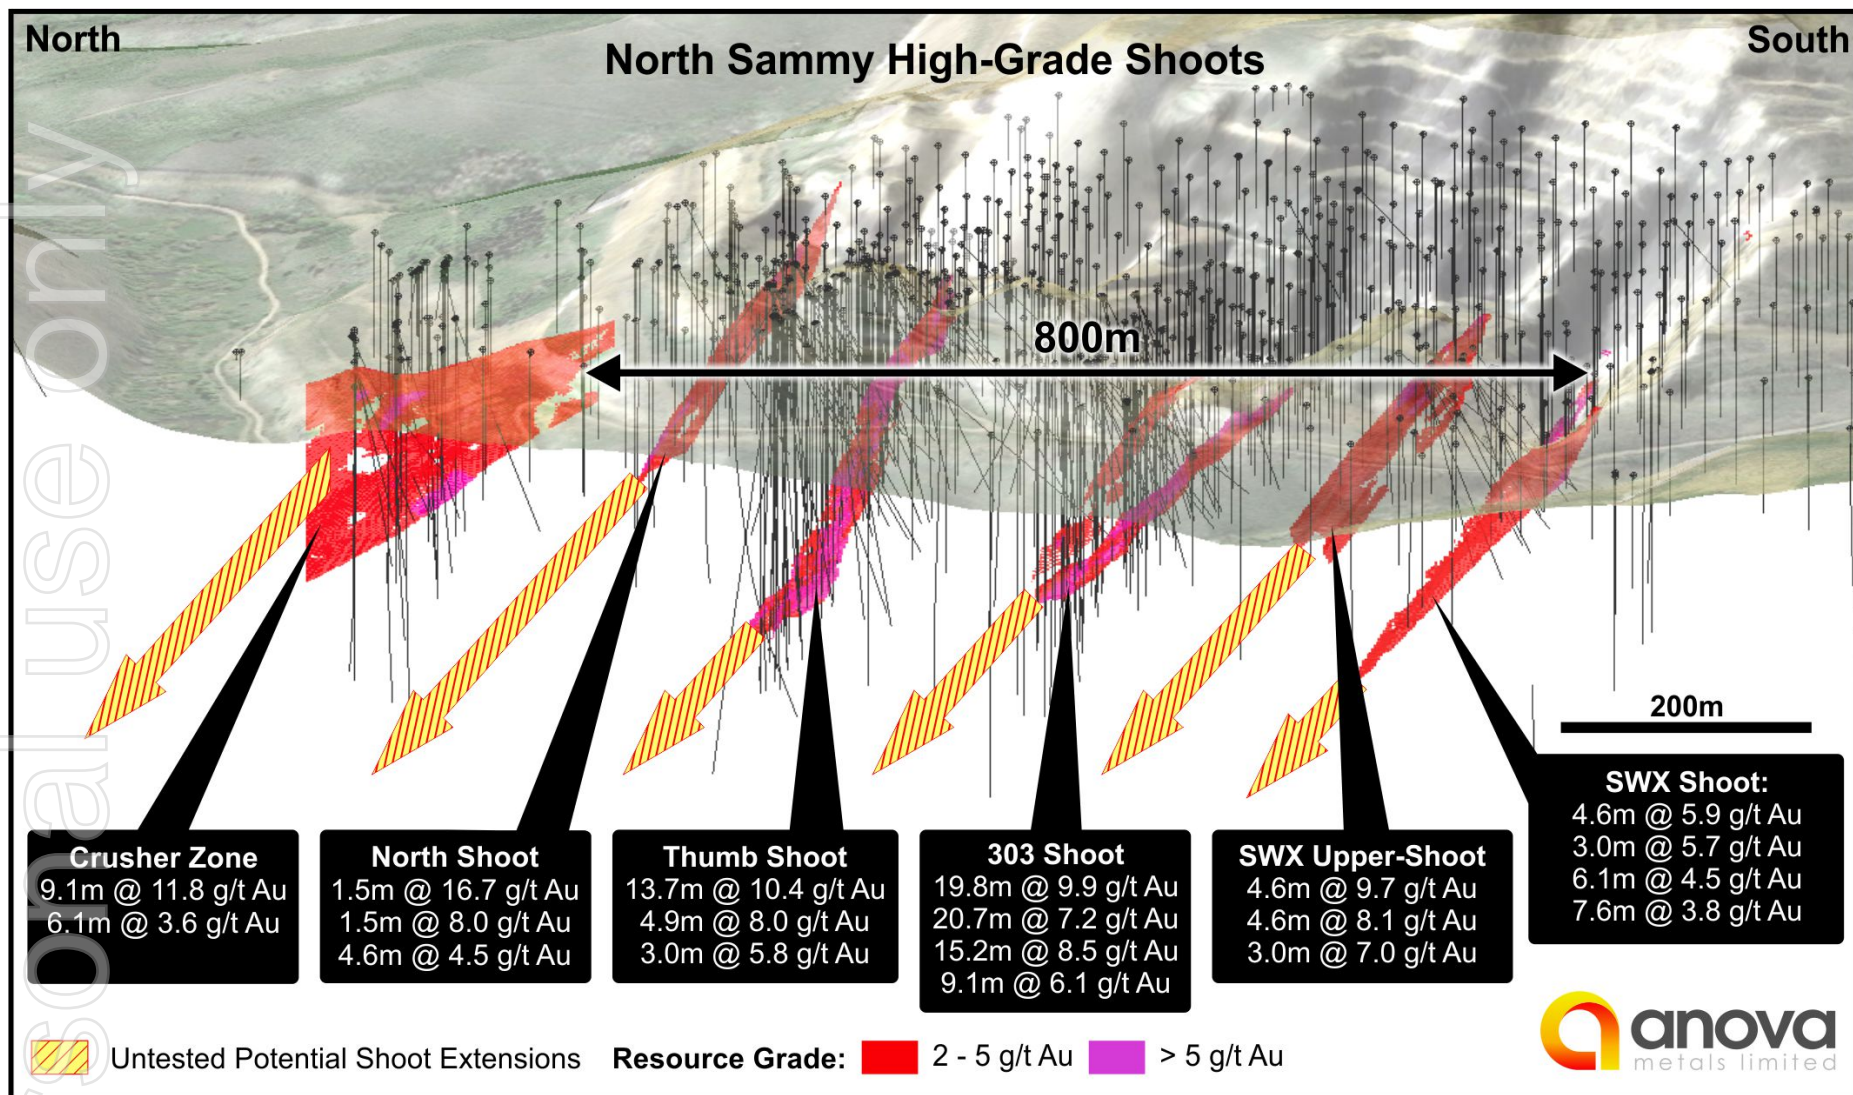 North
South
North Sammy High-Grade Shoots
800m
200m
Crusher Zone
9.1m @ 11.8 g/t Au
6.1m @ 3.6 g/t Au
North Shoot
1.5m @ 16.7 g/t Au
1.5m @ 8.0 g/t Au
4.6m @ 4.5 g/t Au
Thumb Shoot
13.7m @ 10.4 g/t Au
4.9m @ 8.0 g/t Au
3.0m @ 5.8 g/t Au
303 Shoot
19.8m @ 9.9 g/t Au
20.7m @ 7.2 g/t Au
15.2m @ 8.5 g/t Au
9.1m @ 6.1 g/t Au
SWX Upper-Shoot
4.6m @ 9.7 g/t Au
4.6m @ 8.1 g/t Au
3.0m @ 7.0 g/t Au
SWX Shoot:
4.6m @ 5.9 g/t Au
3.0m @ 5.7 g/t Au
6.1m @ 4.5 g/t Au
7.6m @ 3.8 g/t Au
Untested Potential Shoot Extensions
Resource Grade:
2 - 5 g/t Au
> 5 g/t Au
anova
metals limited
rsonal use only